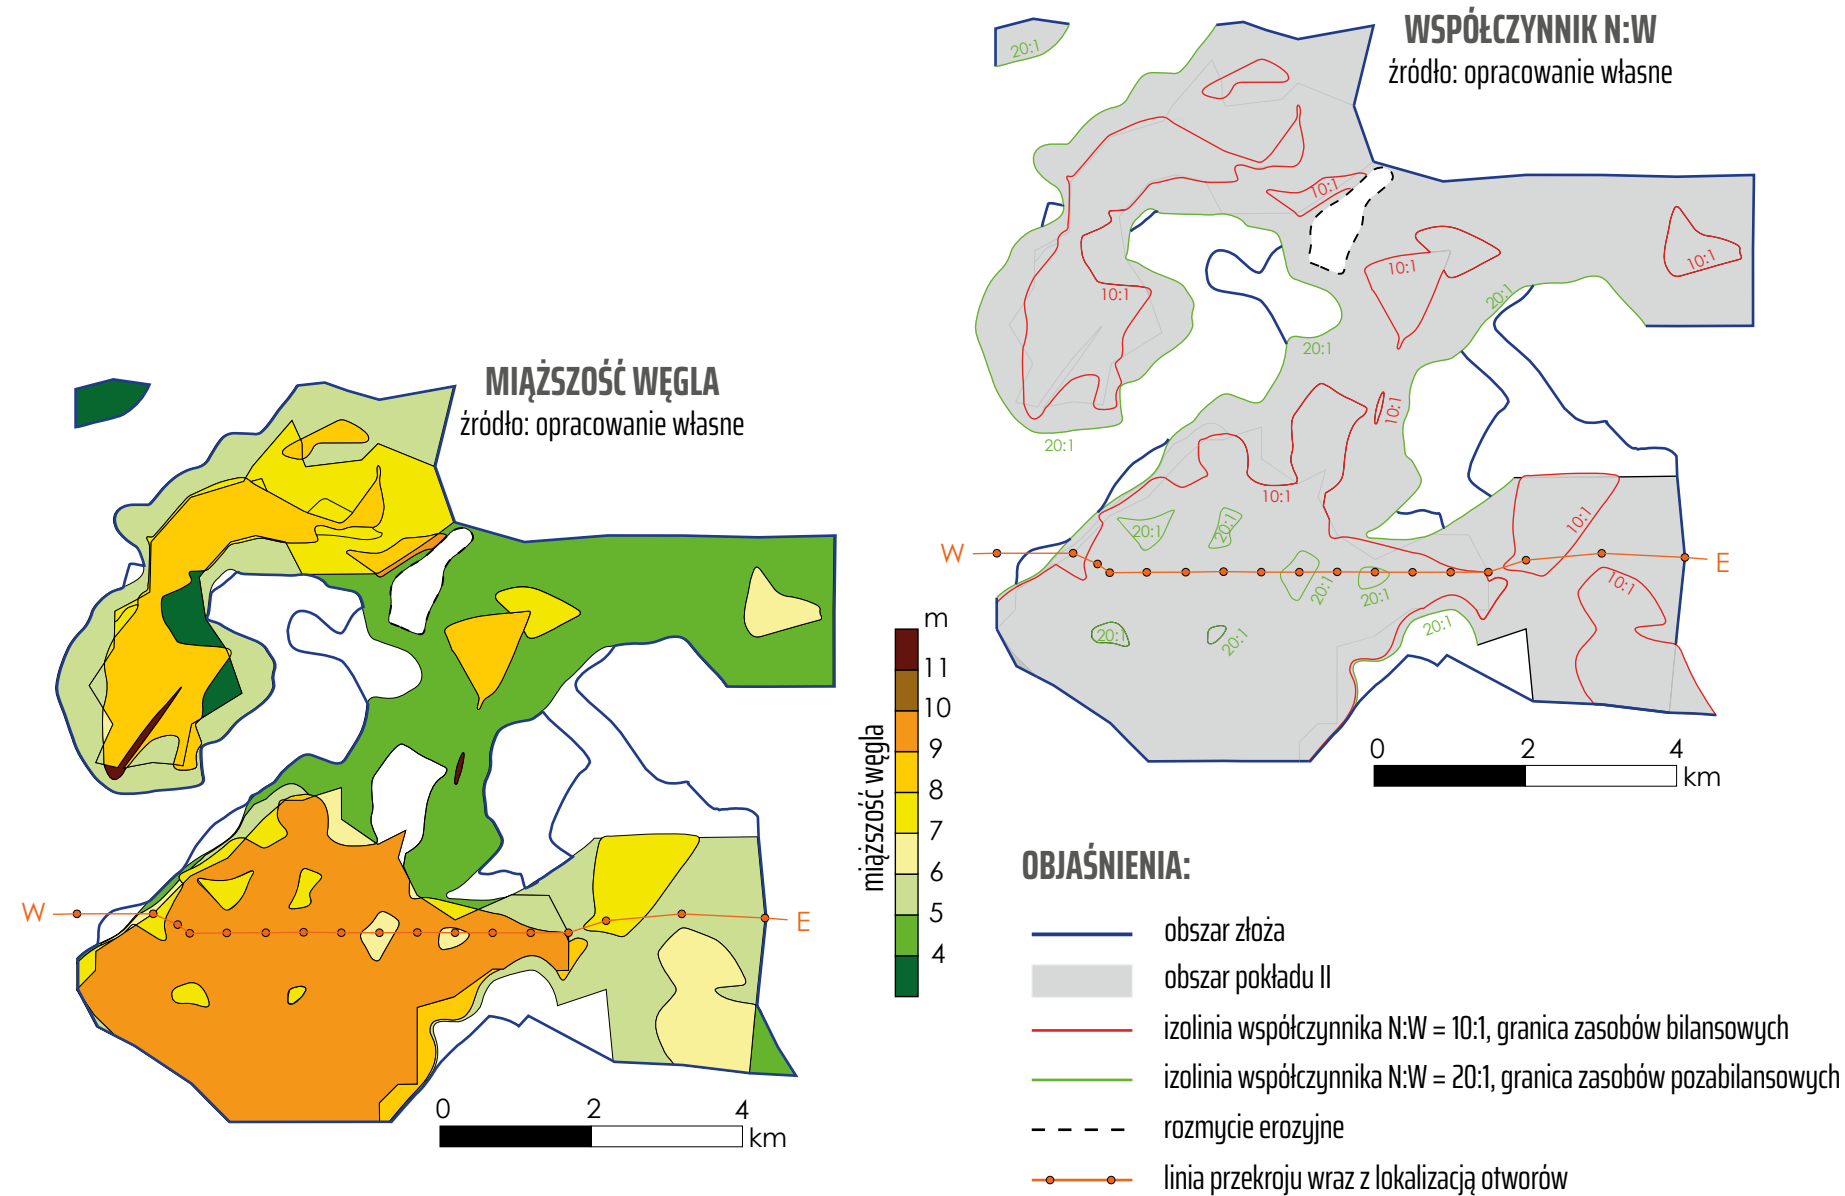 WSPÓŁCZYNNIK N:W
źródło: opracowanie własne
20:1
10:1
10:1
10:1
10:1
20:1
20:1
20:1
10:1
10:1
20:1
20:1
10:1
20:1
20:1
10:1
20:1
20:1
20:1
W
E
0 2 4
km
MIĄŻSZOŚĆ WĘGLA
źródło: opracowanie własne
W
E
0 2 4
km
miąższość węgla
m
11
10
9
8
7
6
5
4
OBJAŚNIENIA:
obszar złoża
obszar pokładu II
izolinia współczynnika N:W = 10:1, granica zasobów bilansowych
izolinia współczynnika N:W = 20:1, granica zasobów pozabilansowych
rozmycie erozyjne
linia przekroju wraz z lokalizacją otworów